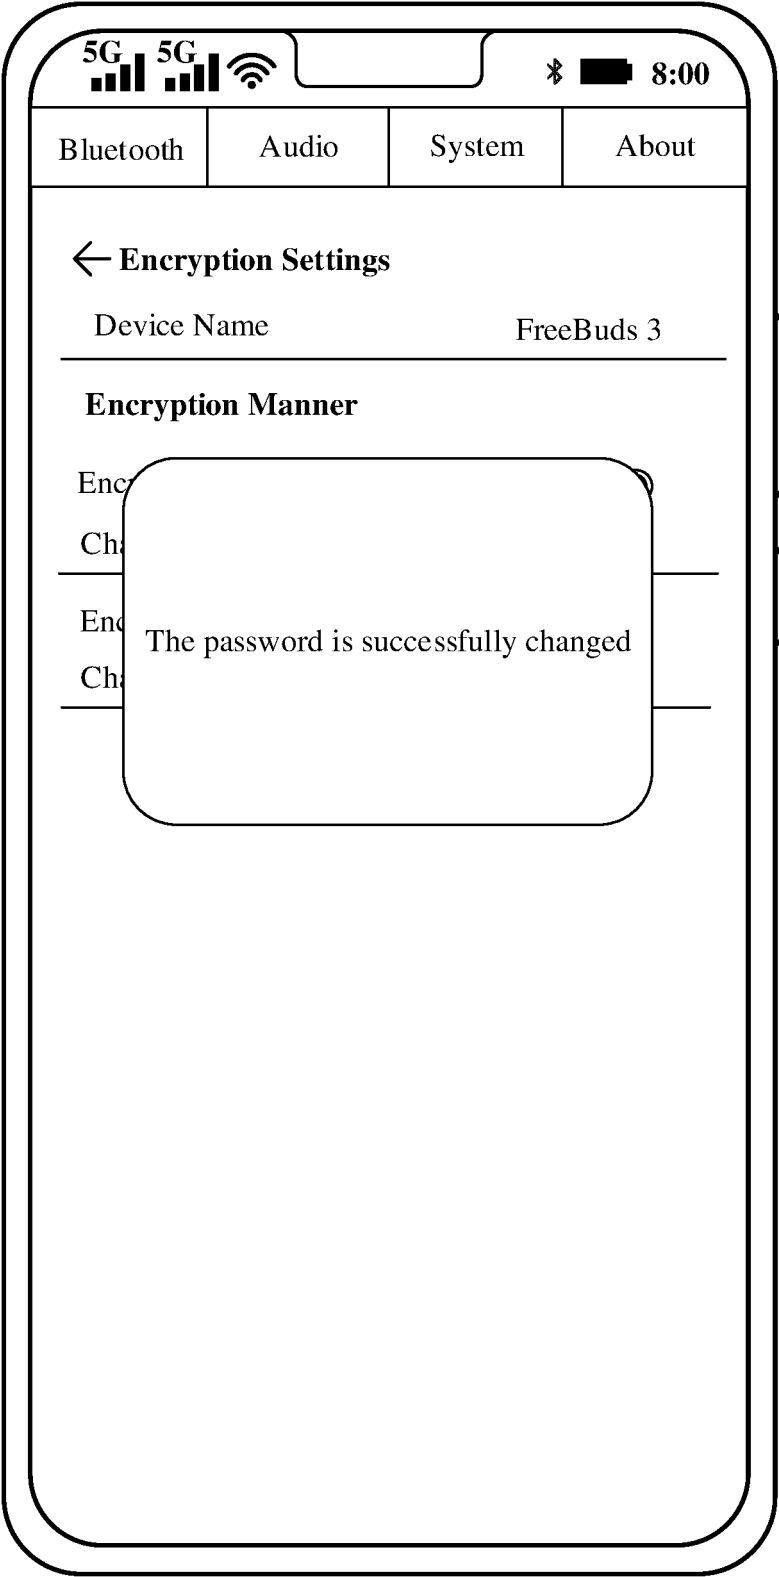 5G 5G 8:00
Bluetooth Audio System About
Encryption Settings
Device Name FreeBuds 3
Encryption Manner
The password is successfully changed